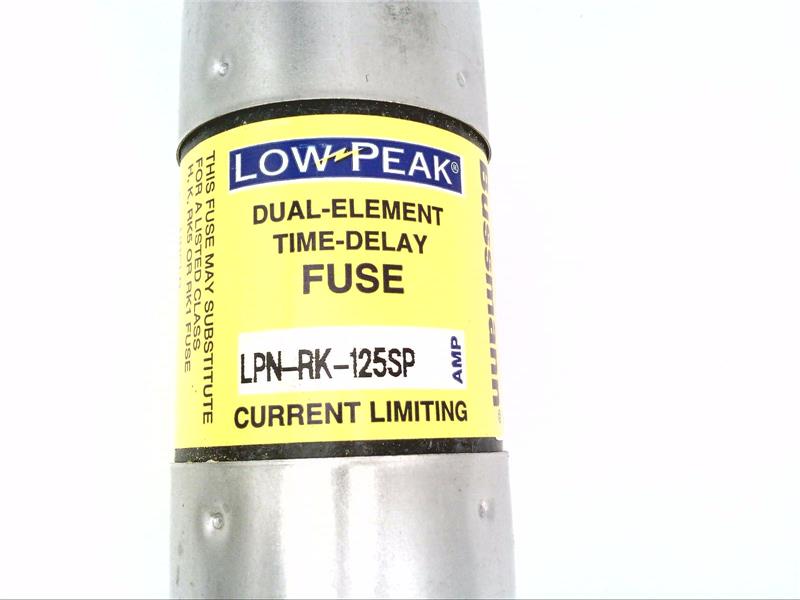 LOW-PEAK®
DUAL-ELEMENT
TIME-DELAY
FUSE
LPN-RK-125SP
AMP
CURRENT LIMITING
THIS FUSE MAY SUBSTITUTE
FOR A LISTED CLASS
H, K, RK5 OR RK1 FUSE
Bussmann®